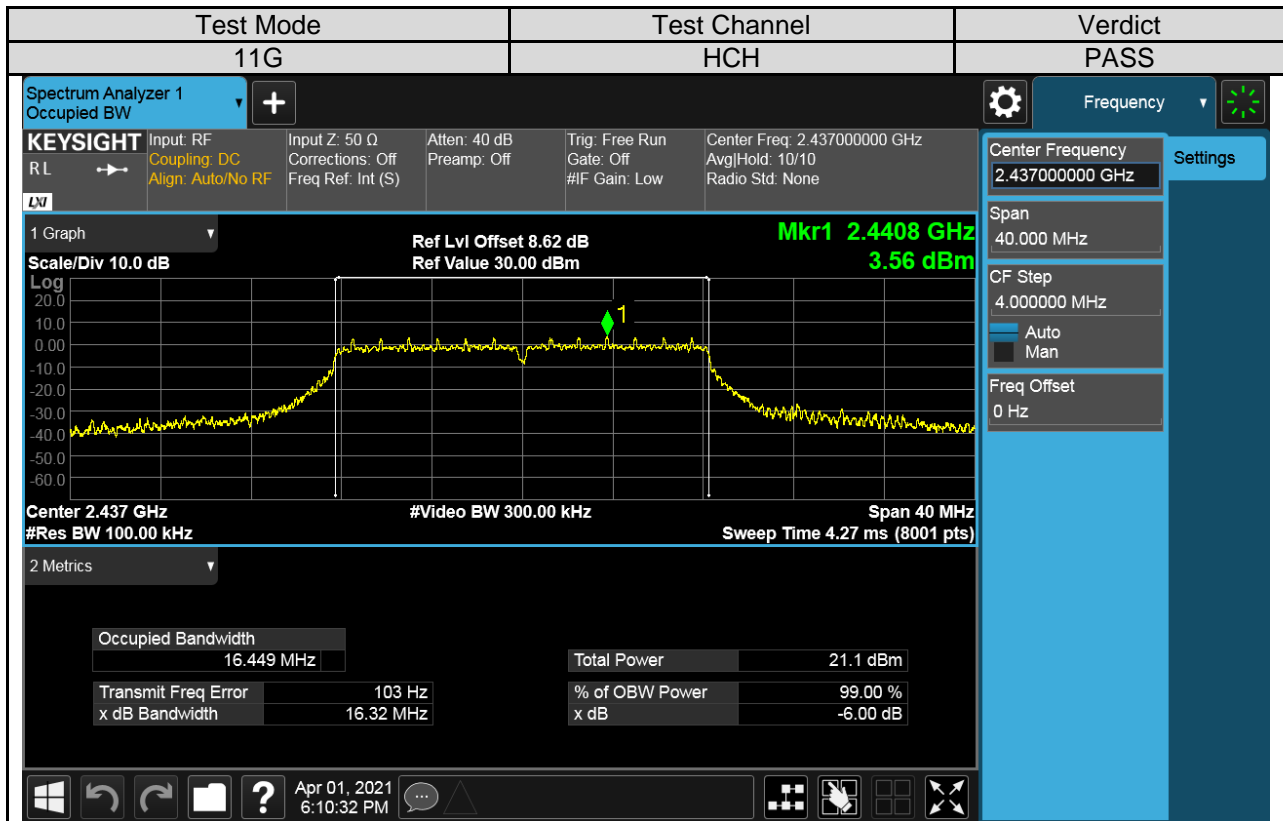 Test Mode Test Channel Verdict
11G HCH PASS
Spectrum Analyzer 1
Occupied BW
+
Frequency
KEYSIGHT
R L
LXI
Input: RF
Coupling: DC
Align: Auto/No RF
Input Z: 50 Ω
Corrections: Off
Freq Ref: Int (S)
Atten: 40 dB
Preamp: Off
Trig: Free Run
Gate: Off
#IF Gain: Low
Center Freq: 2.437000000 GHz
Avg|Hold: 10/10
Radio Std: None
Center Frequency
2.437000000 GHz
Settings
Span
40.000 MHz
CF Step
4.000000 MHz
Auto
Man
Freq Offset
0 Hz
1 Graph
Scale/Div 10.0 dB
Ref Lvl Offset 8.62 dB
Ref Value 30.00 dBm
Mkr1 2.4408 GHz
3.56 dBm
Log
20.0
10.0
0.00
-10.0
-20.0
-30.0
-40.0
-50.0
-60.0
1
Center 2.437 GHz
#Res BW 100.00 kHz
#Video BW 300.00 kHz
Span 40 MHz
Sweep Time 4.27 ms (8001 pts)
2 Metrics
Occupied Bandwidth
16.449 MHz
Total Power 21.1 dBm
Transmit Freq Error 103 Hz
% of OBW Power 99.00 %
x dB Bandwidth 16.32 MHz
x dB -6.00 dB
?
Apr 01, 2021
6:10:32 PM